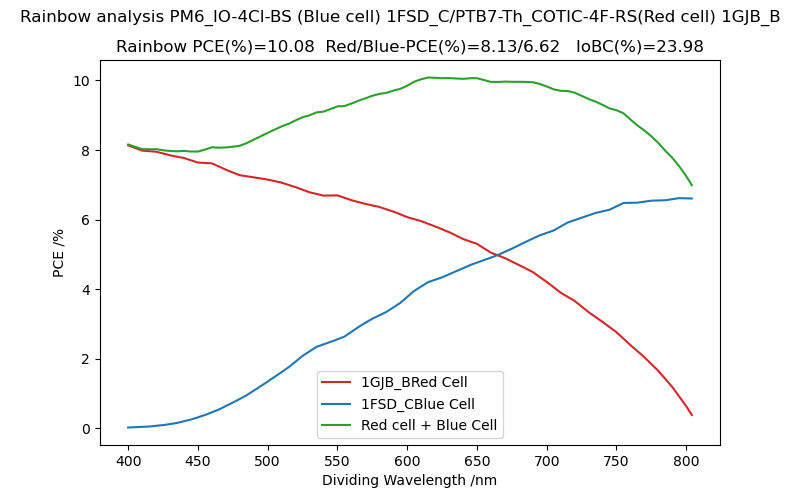 Rainbow analysis PM6_IO-4Cl-BS (Blue cell) 1FSD_C/PTB7-Th_COTIC-4F-RS(Red cell) 1GJB_B
Rainbow PCE(%)=10.08 Red/Blue-PCE(%)=8.13/6.62 IoBC(%)=23.98
PCE /%
10
8
6
4
2
0
1GJB_BRed Cell
1FSD_CBlue Cell
Red cell + Blue Cell
400 450 500 550 600 650 700 750 800
Dividing Wavelength /nm